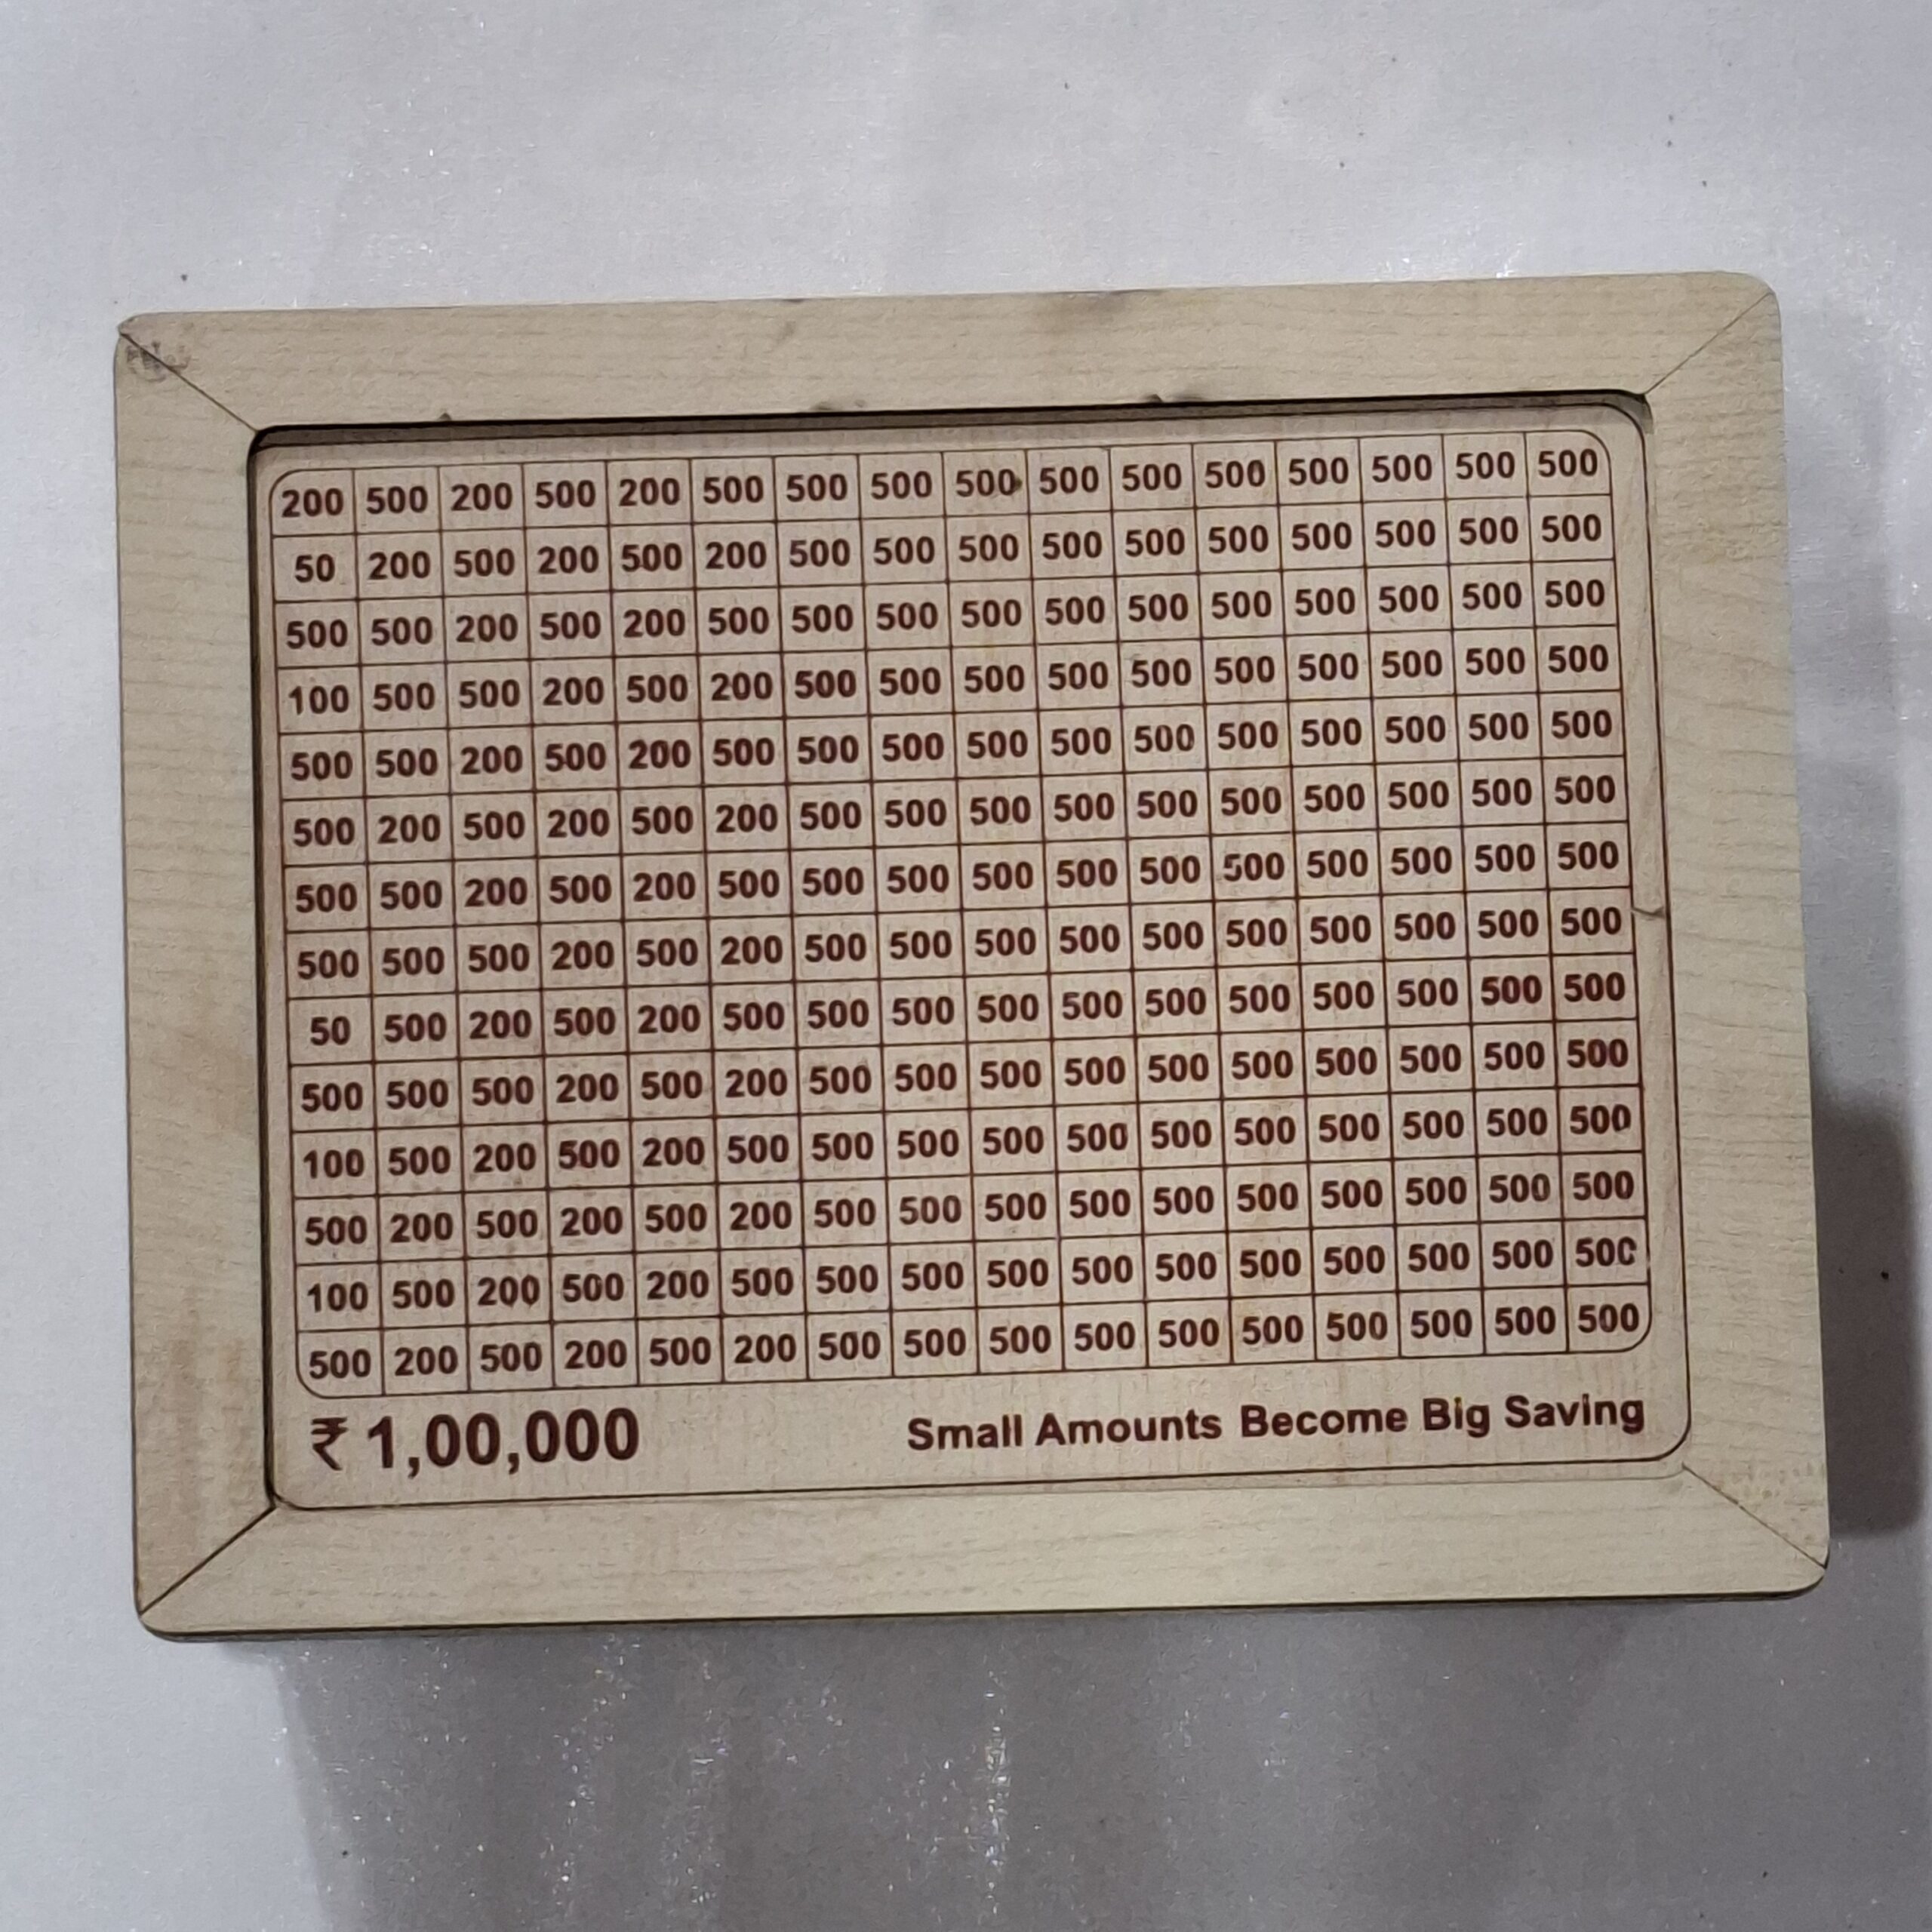 200 500 200 500 200 500 500 500 500 500 500 500 500 500 500 500
50 200 500 200 500 200 500 500 500 500 500 500 500 500 500 500
500 500 200 500 200 500 500 500 500 500 500 500 500 500 500 500
100 500 500 200 500 200 500 500 500 500 500 500 500 500 500 500
500 500 200 500 200 500 500 500 500 500 500 500 500 500 500 500
500 200 500 200 500 200 500 500 500 500 500 500 500 500 500 500
500 500 200 500 200 500 500 500 500 500 500 500 500 500 500 500
500 500 500 200 500 200 500 500 500 500 500 500 500 500 500 500
50 500 200 500 200 500 500 500 500 500 500 500 500 500 500 500
500 500 500 200 500 200 500 500 500 500 500 500 500 500 500 500
100 500 200 500 200 500 500 500 500 500 500 500 500 500 500 500
500 200 500 200 500 200 500 500 500 500 500 500 500 500 500 500
100 500 200 500 200 500 500 500 500 500 500 500 500 500 500 500
500 200 500 200 500 200 500 500 500 500 500 500 500 500 500 500
₹ 1,00,000 Small Amounts Become Big Saving